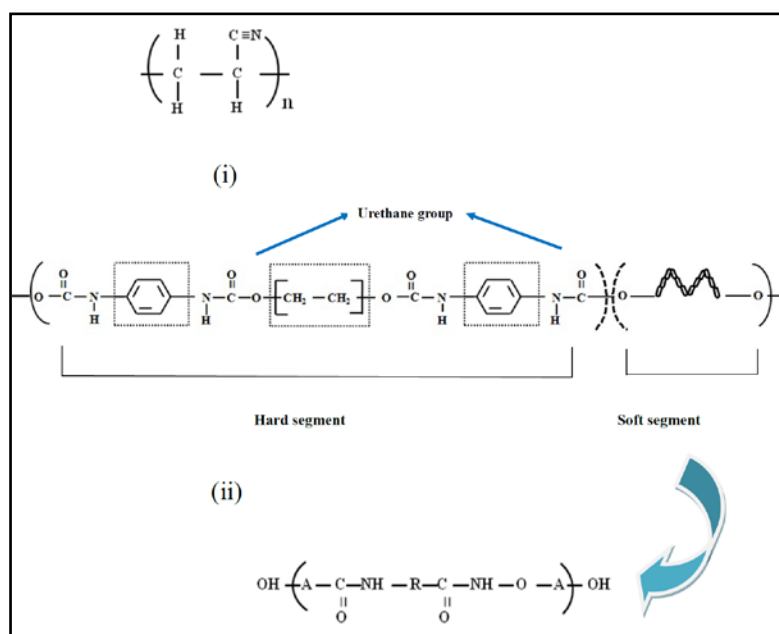 H C≡N
C C
H H n
(i)
Urethane group
O O O O
O C N N C O CH₂ CH₂ O C N N C O O
H H H H
Hard segment Soft segment
(ii)
OH A C NH R C NH O A OH
O O